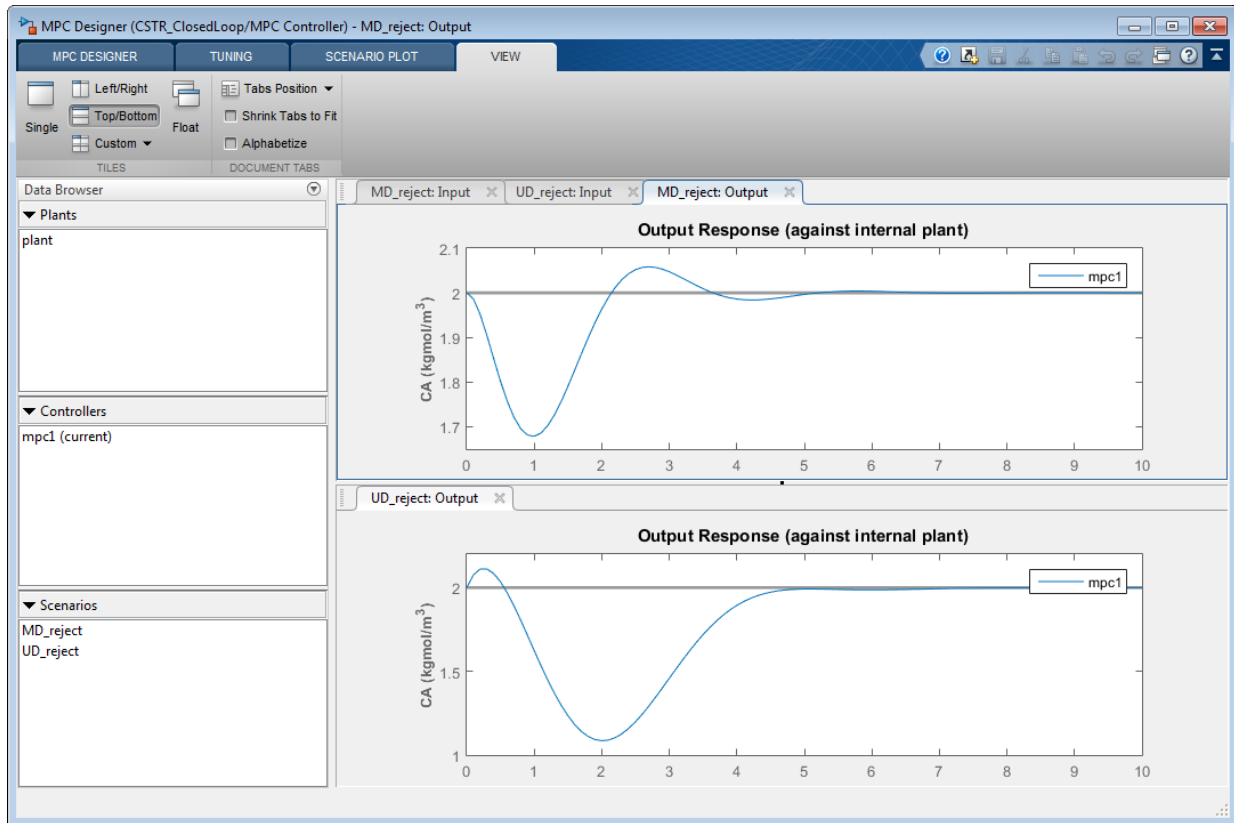 MPC Designer (CSTR_ClosedLoop/MPC Controller) - MD_reject: Output
MPC DESIGNER TUNING SCENARIO PLOT VIEW
Single
Left/Right
Top/Bottom
Custom
Float
TILES
Tabs Position
Shrink Tabs to Fit
Alphabetize
DOCUMENT TABS
Data Browser
Plants
plant
Controllers
mpc1 (current)
Scenarios
MD_reject
UD_reject
MD_reject: Input UD_reject: Input MD_reject: Output
Output Response (against internal plant)
CA (kgmol/m³)
2.1
2
1.9
1.8
1.7
0 1 2 3 4 5 6 7 8 9 10
mpc1
UD_reject: Output
Output Response (against internal plant)
CA (kgmol/m³)
2
1.5
1
0 1 2 3 4 5 6 7 8 9 10
mpc1